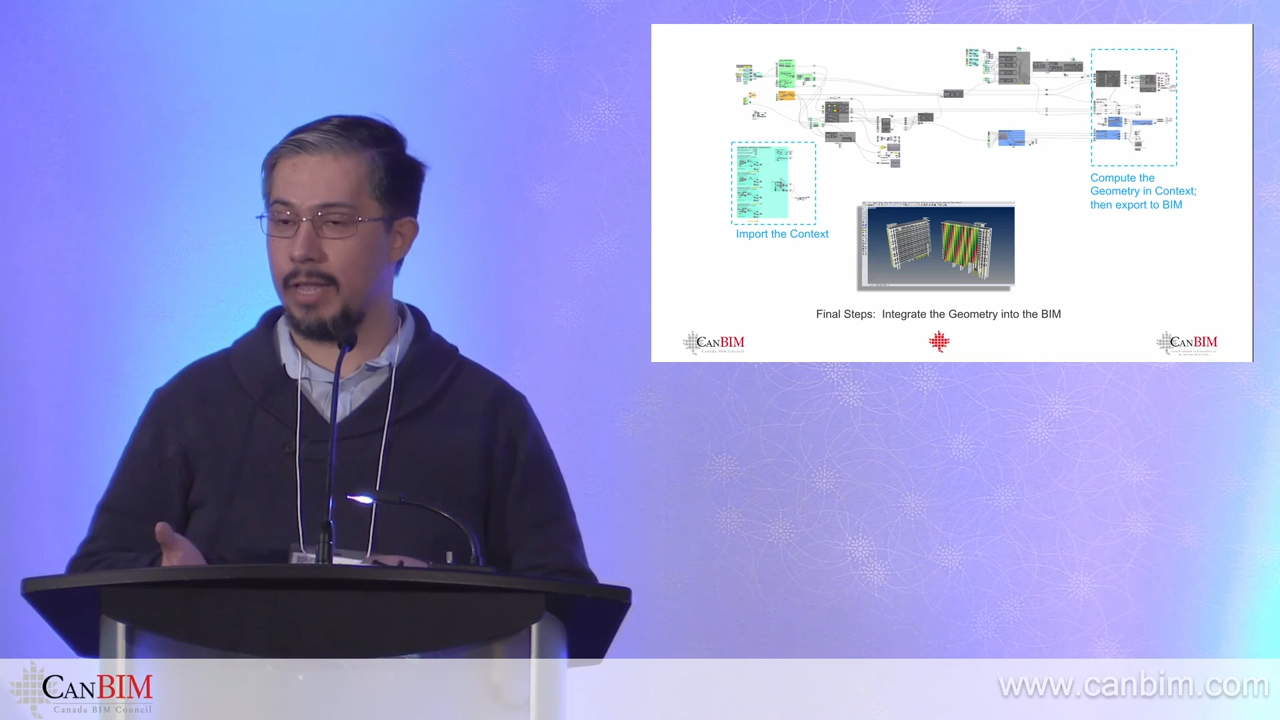 Compute the
Geometry in Context;
then export to BIM
Import the Context
Final Steps: Integrate the Geometry into the BIM
CANBIM
CANBIM
CANBIM
Canada BIM Council
www.canbim.com